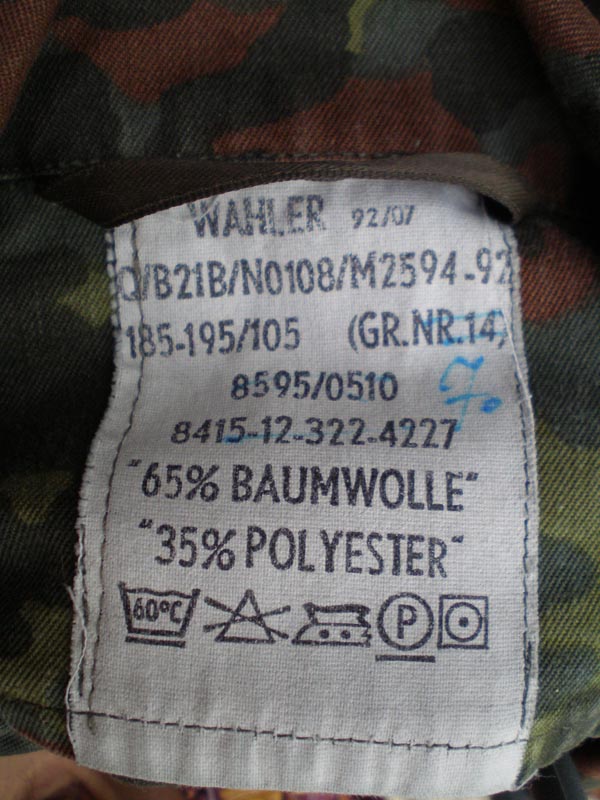 WAHLER 92/07
Q/B21B/N0108/M2594-92
185-195/105 (GR.NR.14)
8595/0510
8415-12-322-4227
"65% BAUMWOLLE"
"35% POLYESTER"
60°C P